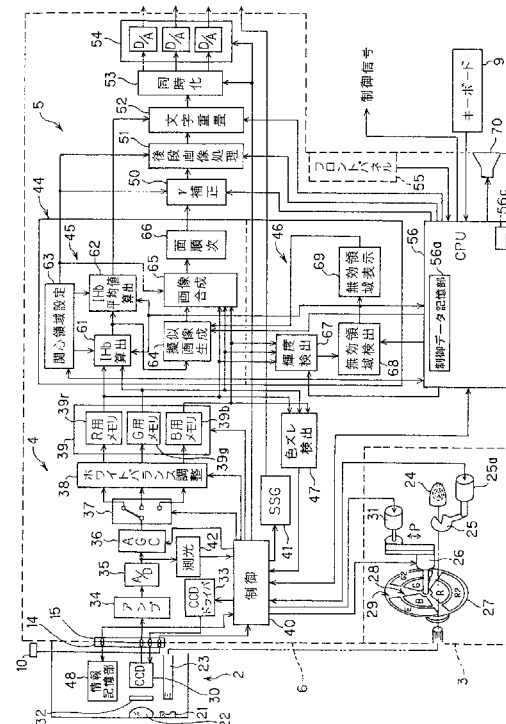 54
D/A
D/A
D/A
53
同時化
52
文字重畳
51
後段画像処理
50
γ補正
5
制御信号
キーボード
9
70
フロントパネル
55
44
45
63
関心領域設定
62
IHb平均値算出
61
IHb算出
66
面順次
65
画像合成
64
擬似画像生成
46
69
無効領域表示
67
輝度検出
68
無効領域検出
56
56a
CPU
制御データ記憶部
56c
4
39
39r
R用メモリ
G用メモリ
39g
B用メモリ
39b
38
ホワイトバランス調整
37
36
AGC
35
A/D
34
アンプ
42
測光
33
CCDドライバ
41
SSG
47
色ズレ検出
40
制御
10
14
15
48
情報記憶部
CCD
30
32
23
21
22
2
6
3
31
P
24
25
25a
26
27
28
29
G
B
R
R2